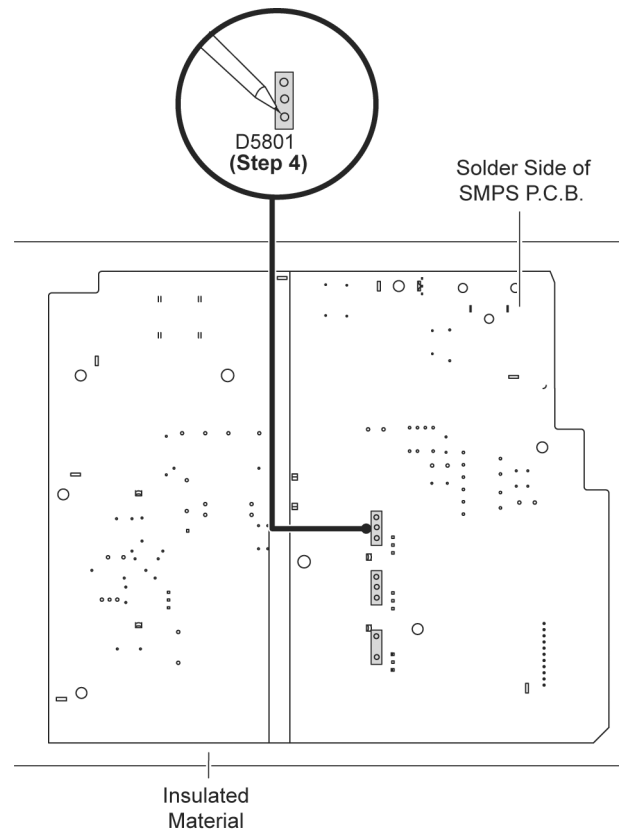 D5801
(Step 4)
Solder Side of
SMPS P.C.B.
Insulated
Material